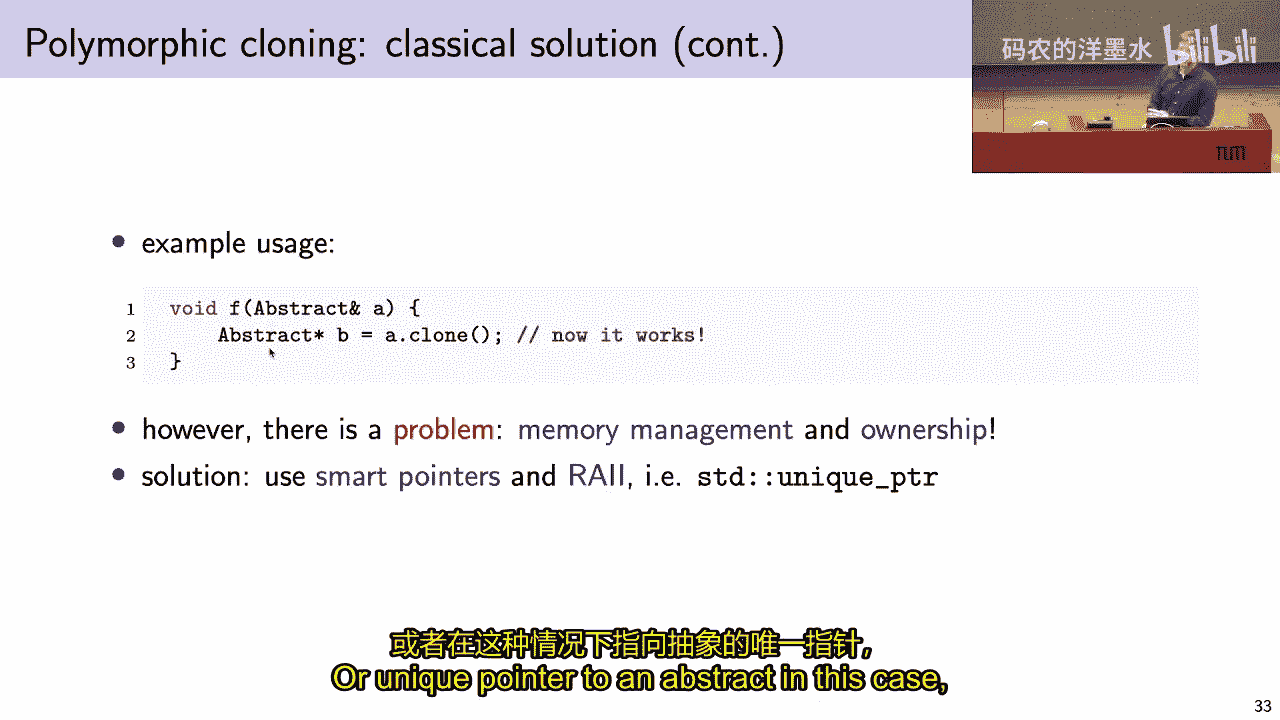 Polymorphic cloning: classical solution (cont.)
码农的洋墨水 bilibili
TUM
• example usage:
1 void f(Abstract& a) {
2 Abstract* b = a.clone(); // now it works!
3 }
• however, there is a problem: memory management and ownership!
• solution: use smart pointers and RAII, i.e. std::unique_ptr
或者在这种情况下指向抽象的唯一指针,
Or unique pointer to an abstract in this case,
33